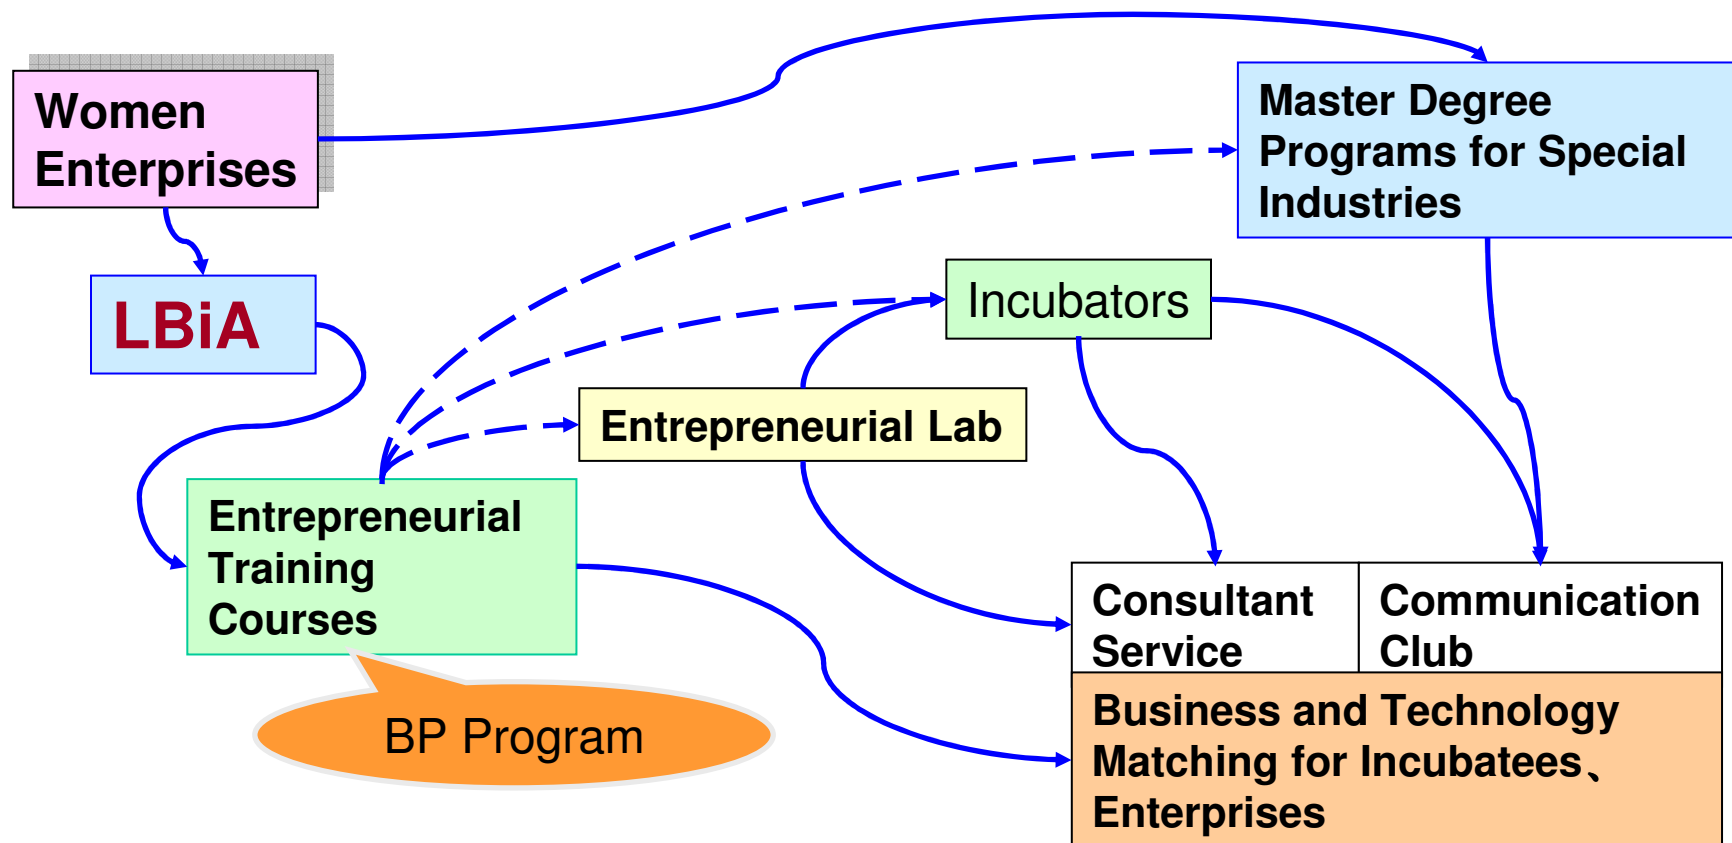 Women
Enterprises
Master Degree
Programs for Special
Industries
LBiA
Incubators
Entrepreneurial Lab
Entrepreneurial
Training
Courses
BP Program
Consultant
Service
Communication
Club
Business and Technology
Matching for Incubatees、
Enterprises